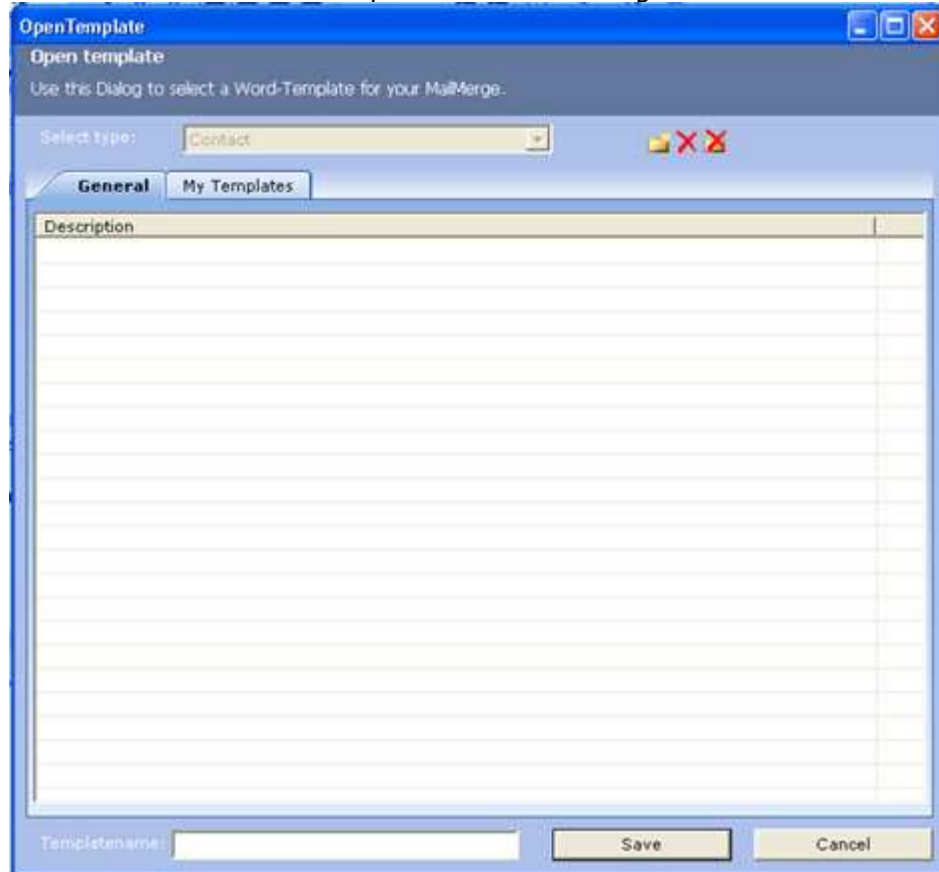 OpenTemplate
Open template
Use this Dialog to select a Word-Template for your MailMerge.
Select type: Contact
General My Templates
Description
Templatename: Save Cancel